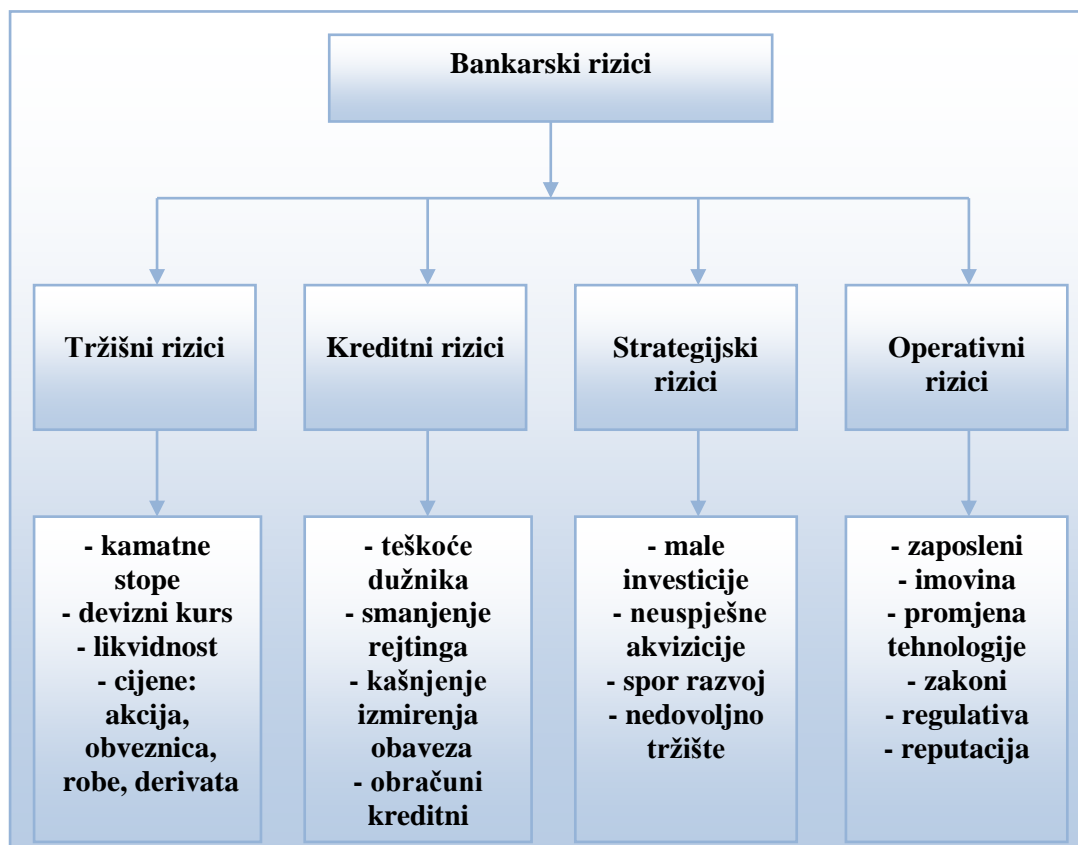 Bankarski rizici
Tržišni rizici
Kreditni rizici
Strategijski
rizici
Operativni
rizici
- kamatne
stope
- devizni kurs
- likvidnost
- cijene:
akcija,
obveznica,
robe, derivata
- teškoće
dužnika
- smanjenje
rejtinga
- kašnjenje
izmirenja
obaveza
- obračuni
kreditni
- male
investicije
- neuspješne
akvizicije
- spor razvoj
- nedovoljno
tržište
- zaposleni
- imovina
- promjena
tehnologije
- zakoni
- regulativa
- reputacija